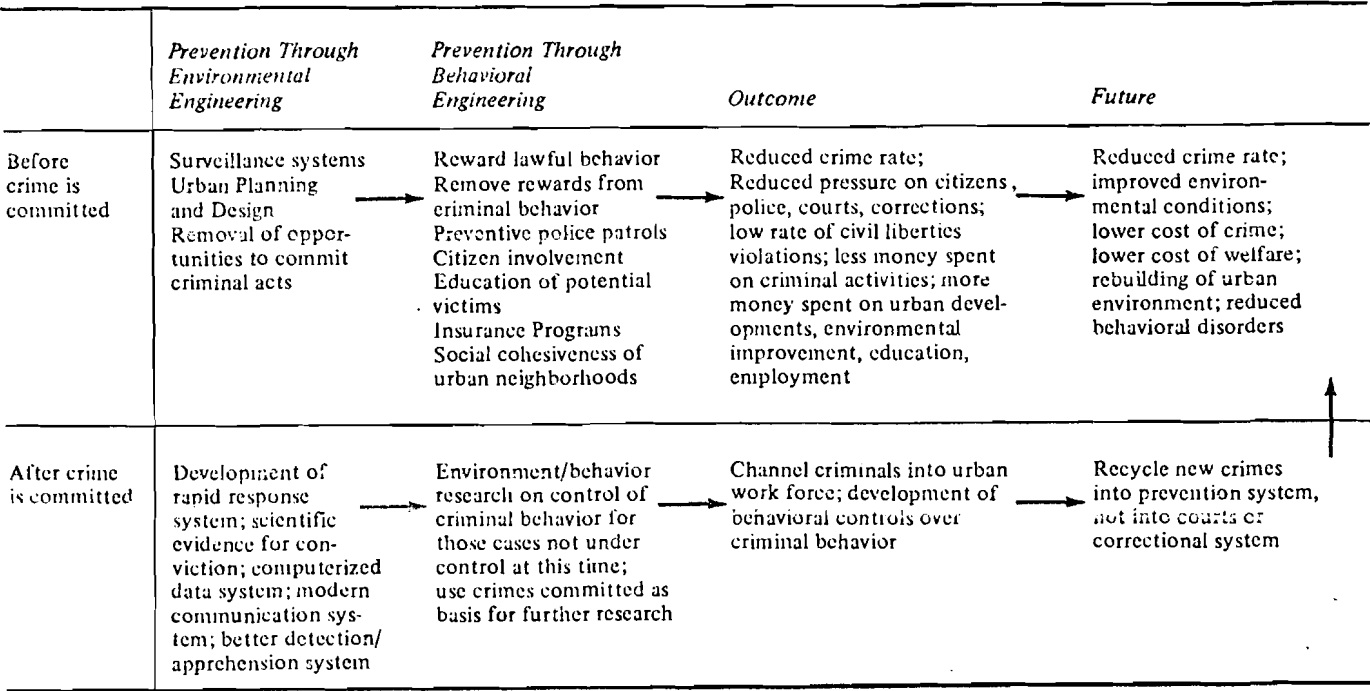 Prevention Through
Environmental
Engineering
Prevention Through
Behavioral
Engineering
Outcome
Future
Before
crime is
committed
Surveillance systems
Urban Planning
and Design
Removal of oppor-
tunities to commit
criminal acts
Reward lawful behavior
Remove rewards from
criminal behavior
Preventive police patrols
Citizen involvement
Education of potential
victims
Insurance Programs
Social cohesiveness of
urban neighborhoods
Reduced crime rate;
Reduced pressure on citizens,
police, courts, corrections;
low rate of civil liberties
violations; less money spent
on criminal activities; more
money spent on urban devel-
opments, environmental
improvement, education,
employment
Reduced crime rate;
improved environ-
mental conditions;
lower cost of crime;
lower cost of welfare;
rebuilding of urban
environment; reduced
behavioral disorders
After crime
is committed
Development of
rapid response
system; scientific
evidence for con-
viction; computerized
data system; modern
communication sys-
tem; better detection/
apprehension system
Environment/behavior
research on control of
criminal behavior for
those cases not under
control at this time;
use crimes committed as
basis for further research
Channel criminals into urban
work force; development of
behavioral controls over
criminal behavior
Recycle new crimes
into prevention system,
not into courts or
correctional system